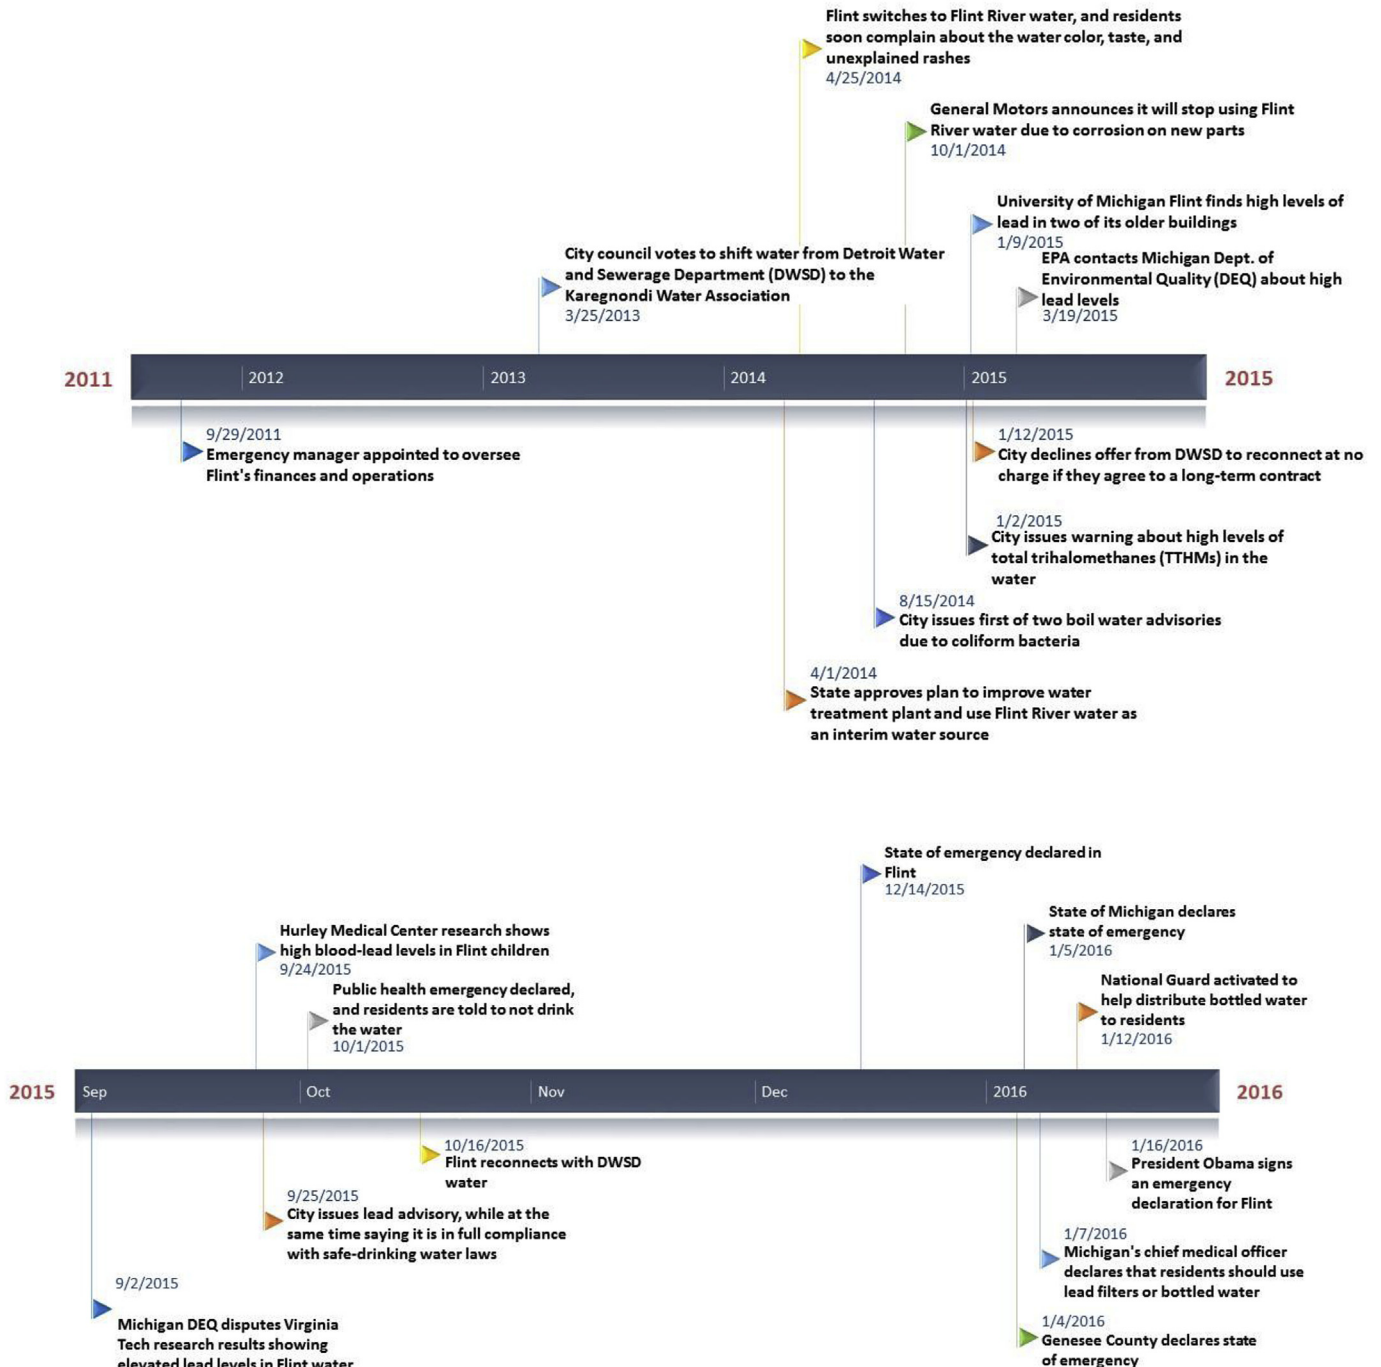 Flint switches to Flint River water, and residents
soon complain about the water color, taste, and
unexplained rashes
4/25/2014
General Motors announces it will stop using Flint
River water due to corrosion on new parts
10/1/2014
University of Michigan Flint finds high levels of
lead in two of its older buildings
1/9/2015
City council votes to shift water from Detroit Water
and Sewerage Department (DWSD) to the
Karegnondi Water Association
3/25/2013
EPA contacts Michigan Dept. of
Environmental Quality (DEQ) about high
lead levels
3/19/2015
2011
2012
2013
2014
2015
2015
9/29/2011
Emergency manager appointed to oversee
Flint's finances and operations
1/12/2015
City declines offer from DWSD to reconnect at no
charge if they agree to a long-term contract
1/2/2015
City issues warning about high levels of
total trihalomethanes (TTHMs) in the
water
8/15/2014
City issues first of two boil water advisories
due to coliform bacteria
4/1/2014
State approves plan to improve water
treatment plant and use Flint River water as
an interim water source
State of emergency declared in
Flint
12/14/2015
State of Michigan declares
state of emergency
1/5/2016
Hurley Medical Center research shows
high blood-lead levels in Flint children
9/24/2015
National Guard activated to
help distribute bottled water
to residents
1/12/2016
Public health emergency declared,
and residents are told to not drink
the water
10/1/2015
2015
Sep
Oct
Nov
Dec
2016
2016
10/16/2015
Flint reconnects with DWSD
water
1/16/2016
President Obama signs
an emergency
declaration for Flint
9/25/2015
City issues lead advisory, while at the
same time saying it is in full compliance
with safe-drinking water laws
1/7/2016
Michigan's chief medical officer
declares that residents should use
lead filters or bottled water
9/2/2015
Michigan DEQ disputes Virginia
Tech research results showing
elevated lead levels in Flint water
1/4/2016
Genesee County declares state
of emergency